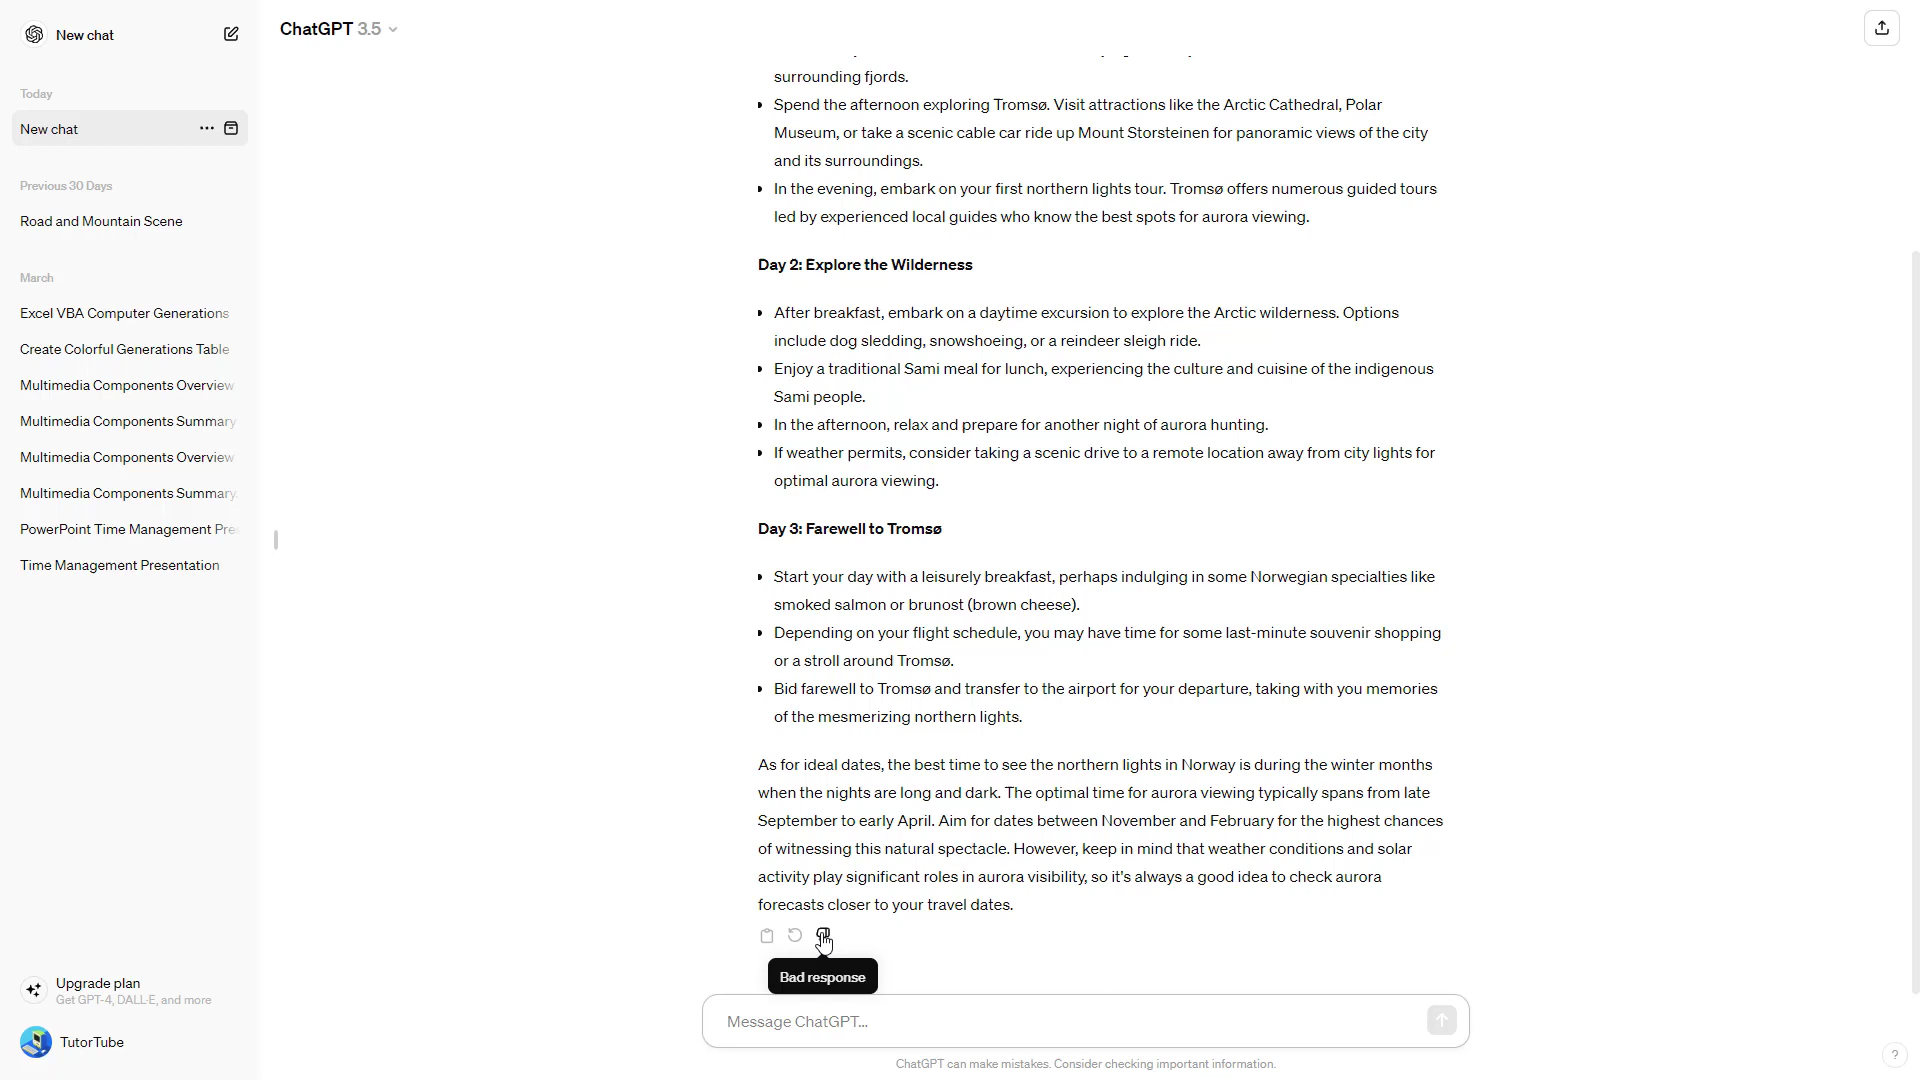 New chat
ChatGPT 3.5
Today
New chat
Previous 30 Days
Road and Mountain Scene
March
Excel VBA Computer Generations
Create Colorful Generations Table
Multimedia Components Overview
Multimedia Components Summary
Multimedia Components Overview
Multimedia Components Summary
PowerPoint Time Management Pre
Time Management Presentation
Upgrade plan
Get GPT-4, DALL·E, and more
TutorTube
surrounding fjords.
Spend the afternoon exploring Tromsø. Visit attractions like the Arctic Cathedral, Polar
Museum, or take a scenic cable car ride up Mount Storsteinen for panoramic views of the city
and its surroundings.
In the evening, embark on your first northern lights tour. Tromsø offers numerous guided tours
led by experienced local guides who know the best spots for aurora viewing.
Day 2: Explore the Wilderness
After breakfast, embark on a daytime excursion to explore the Arctic wilderness. Options
include dog sledding, snowshoeing, or a reindeer sleigh ride.
Enjoy a traditional Sami meal for lunch, experiencing the culture and cuisine of the indigenous
Sami people.
In the afternoon, relax and prepare for another night of aurora hunting.
If weather permits, consider taking a scenic drive to a remote location away from city lights for
optimal aurora viewing.
Day 3: Farewell to Tromsø
Start your day with a leisurely breakfast, perhaps indulging in some Norwegian specialties like
smoked salmon or brunost (brown cheese).
Depending on your flight schedule, you may have time for some last-minute souvenir shopping
or a stroll around Tromsø.
Bid farewell to Tromsø and transfer to the airport for your departure, taking with you memories
of the mesmerizing northern lights.
As for ideal dates, the best time to see the northern lights in Norway is during the winter months
when the nights are long and dark. The optimal time for aurora viewing typically spans from late
September to early April. Aim for dates between November and February for the highest chances
of witnessing this natural spectacle. However, keep in mind that weather conditions and solar
activity play significant roles in aurora visibility, so it's always a good idea to check aurora
forecasts closer to your travel dates.
Bad response
Message ChatGPT...
ChatGPT can make mistakes. Consider checking important information.
?